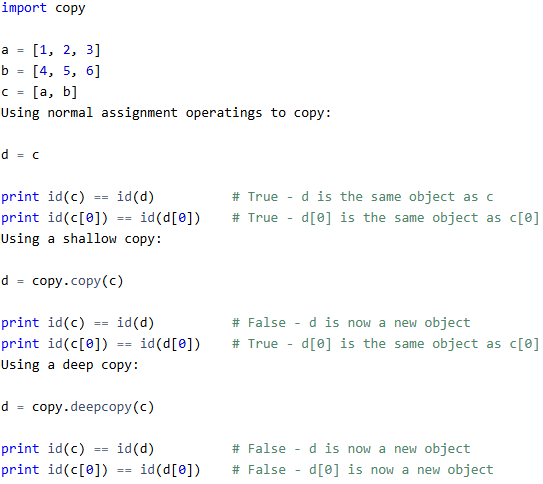 import copy
a = [1, 2, 3]
b = [4, 5, 6]
c = [a, b]
Using normal assignment operatings to copy:
d = c
print id(c) == id(d)          # True - d is the same object as c
print id(c[0]) == id(d[0])    # True - d[0] is the same object as c[0]
Using a shallow copy:
d = copy.copy(c)
print id(c) == id(d)          # False - d is now a new object
print id(c[0]) == id(d[0])    # True - d[0] is the same object as c[0]
Using a deep copy:
d = copy.deepcopy(c)
print id(c) == id(d)          # False - d is now a new object
print id(c[0]) == id(d[0])    # False - d[0] is now a new object